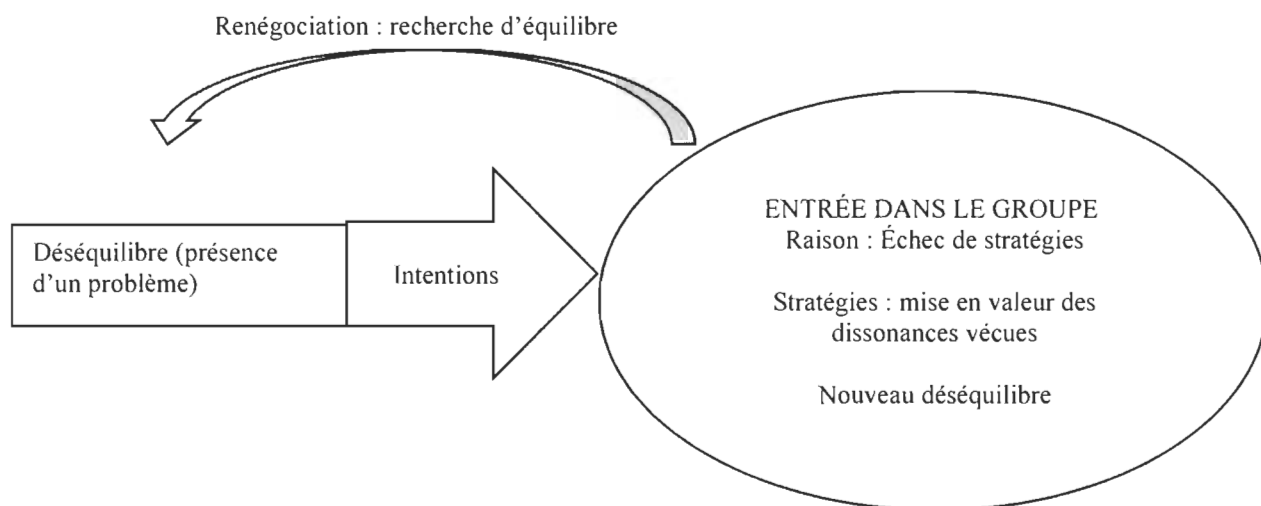 Renégociation : recherche d'équilibre
Déséquilibre (présence
d'un problème)
Intentions
ENTRÉE DANS LE GROUPE
Raison : Échec de stratégies
Stratégies : mise en valeur des
dissonances vécues
Nouveau déséquilibre